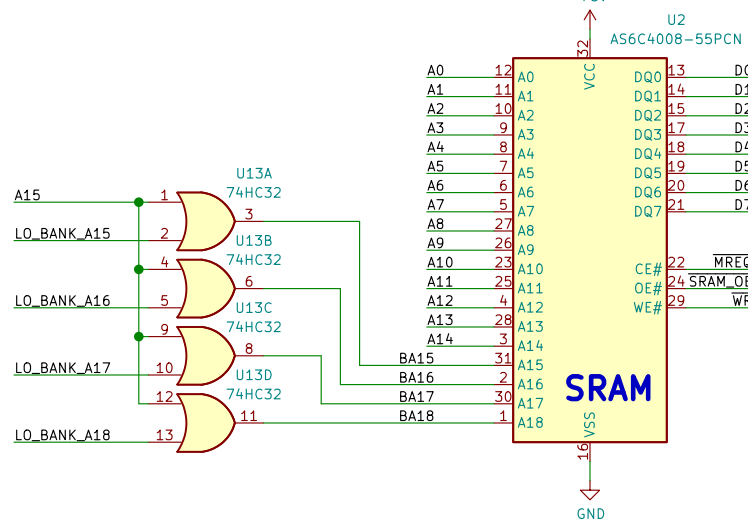 U2
AS6C4008-55PCN
32
VCC
A0 12 A0 DQ0 13
A1 11 A1 DQ1 14
A2 10 A2 DQ2 15
A3 9 A3 DQ3 17
A4 8 A4 DQ4 18
A5 7 A5 DQ5 19
A6 6 A6 DQ6 20
A7 5 A7 DQ7 21
A8 27 A8
A9 26 A9
A10 23 A10 CE# 22
A11 25 A11 OE# 24
A12 4 A12 WE# 29
A13 28 A13
A14 3 A14
BA15 31 A15
BA16 2 A16
BA17 30 A17
BA18 1 A18
SRAM
VSS
16
GND
U13A
74HC32
A15 1
3
LO_BANK_A15 2
U13B
74HC32
4
6
LO_BANK_A16 5
U13C
74HC32
9
8
LO_BANK_A17 10
U13D
74HC32
12
11
LO_BANK_A18 13